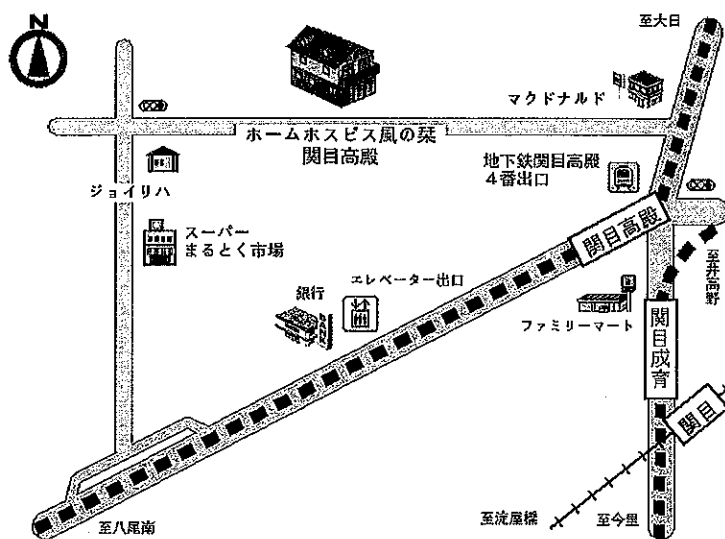 N
至大日
マクドナルド
ホームホスピス風の栞
関目高殿
地下鉄関目高殿
4番出口
ジョイリハ
スーパー
まるとく市場
関目高殿
至井高野
エレベーター出口
銀行
BANK
ファミリーマート
関目成育
関目
至淀屋橋
至今里
至八尾南